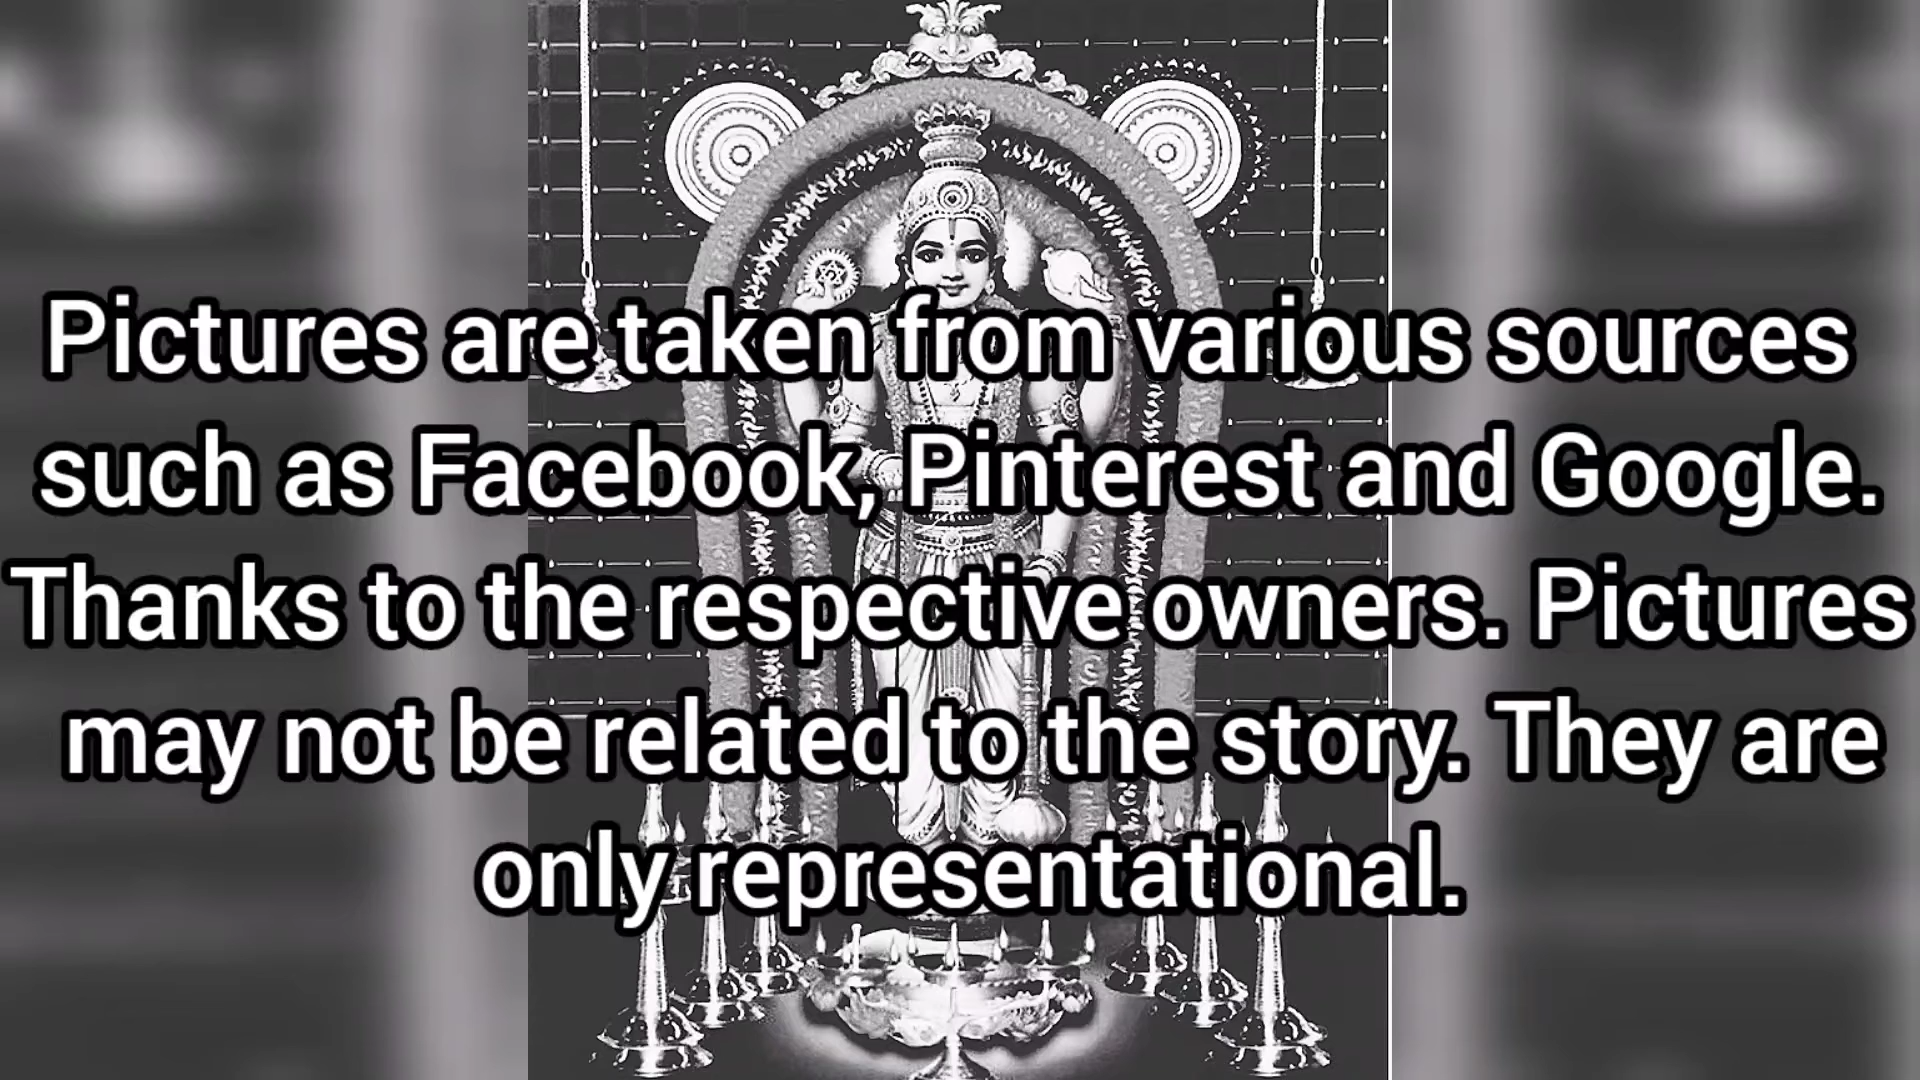 Pictures are taken from various sources
such as Facebook, Pinterest and Google.
Thanks to the respective owners. Pictures
may not be related to the story. They are
only representational.